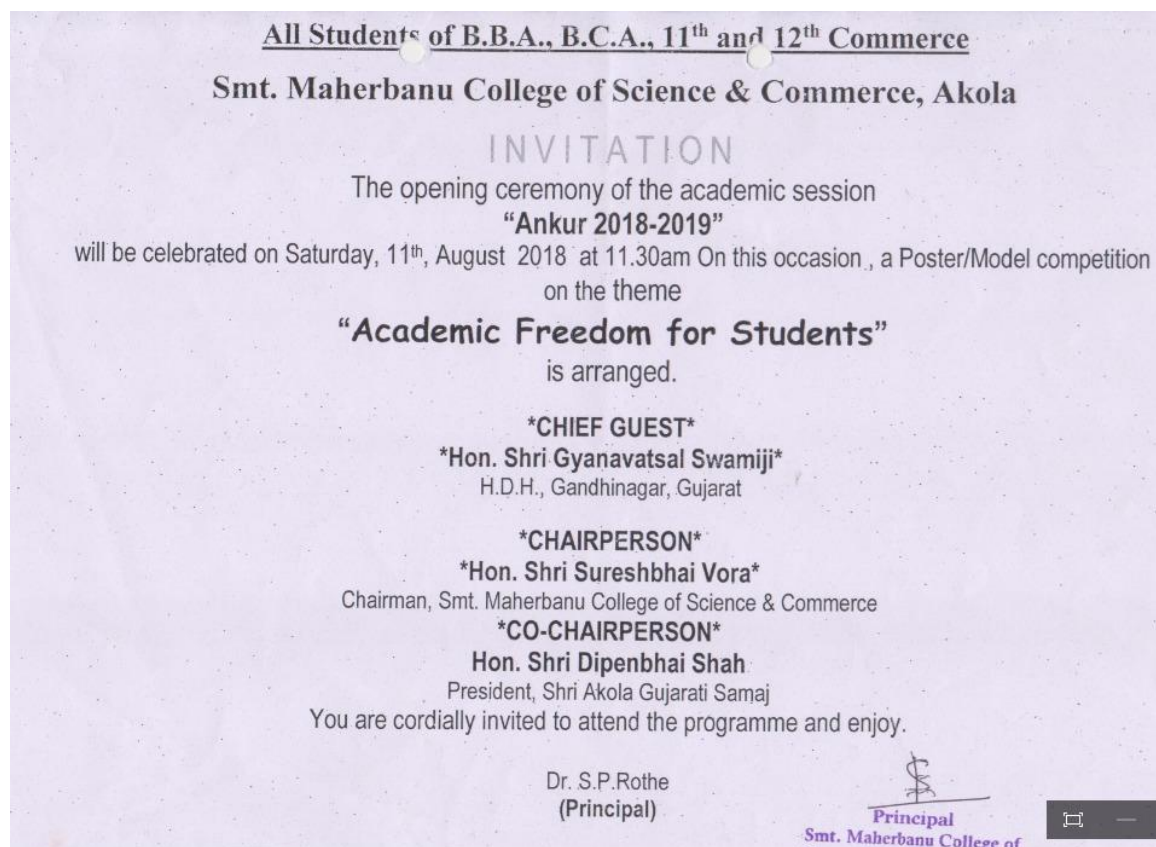 All Students of B.B.A., B.C.A., 11th and 12th Commerce
Smt. Maherbanu College of Science & Commerce, Akola
INVITATION
The opening ceremony of the academic session
“Ankur 2018-2019”
will be celebrated on Saturday, 11th, August 2018 at 11.30am On this occasion , a Poster/Model competition
on the theme
“Academic Freedom for Students”
is arranged.
*CHIEF GUEST*
*Hon. Shri Gyanavatsal Swamiji*
H.D.H., Gandhinagar, Gujarat
*CHAIRPERSON*
*Hon. Shri Sureshbhai Vora*
Chairman, Smt. Maherbanu College of Science & Commerce
*CO-CHAIRPERSON*
Hon. Shri Dipenbhai Shah
President, Shri Akola Gujarati Samaj
You are cordially invited to attend the programme and enjoy.
Dr. S.P.Rothe
(Principal)
Principal
Smt. Maherbanu College of